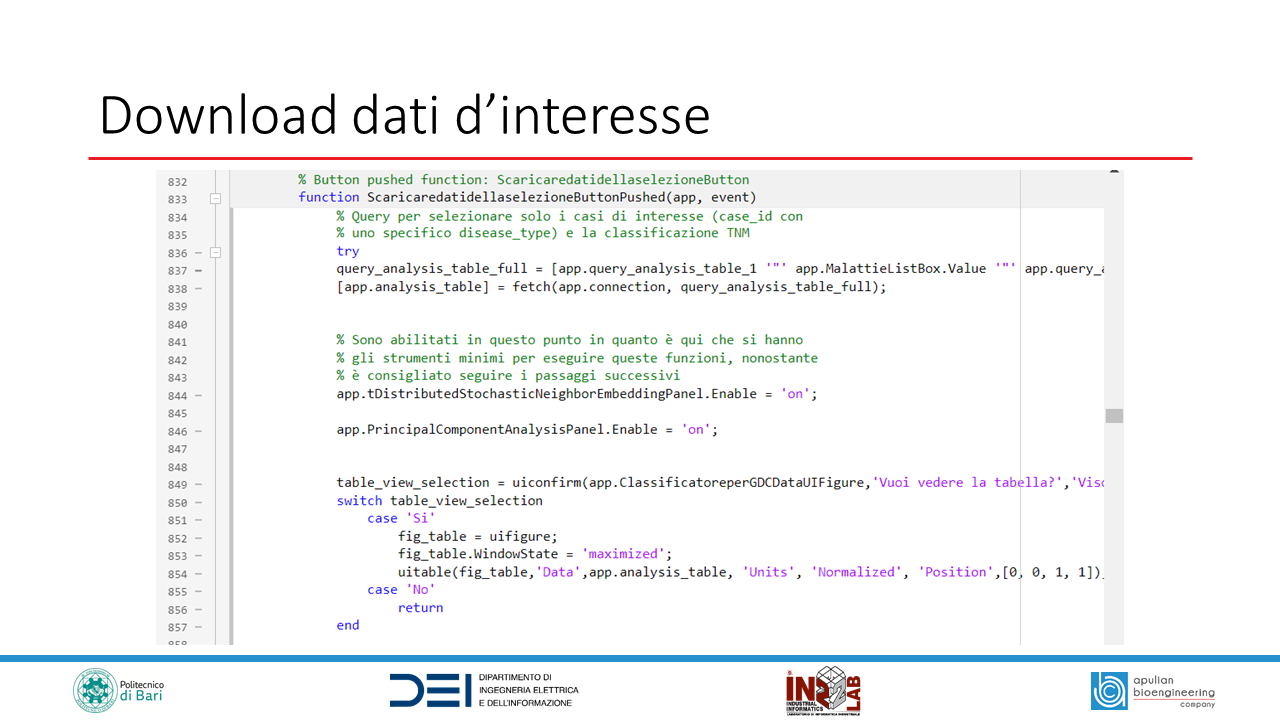 Download dati d’interesse
832 % Button pushed function: ScaricaredatidellaselezioneButton
833 function ScaricaredatidellaselezioneButtonPushed(app, event)
834 % Query per selezionare solo i casi di interesse (case_id con
835 % uno specifico disease_type) e la classificazione TNM
836 try
837 query_analysis_table_full = [app.query_analysis_table_1 '"' app.MalattieListBox.Value '"' app.query_a
838 [app.analysis_table] = fetch(app.connection, query_analysis_table_full);
839
840
841 % Sono abilitati in questo punto in quanto è qui che si hanno
842 % gli strumenti minimi per eseguire queste funzioni, nonostante
843 % è consigliato seguire i passaggi successivi
844 app.tDistributedStochasticNeighborEmbeddingPanel.Enable = 'on';
845
846 app.PrincipalComponentAnalysisPanel.Enable = 'on';
847
848
849 table_view_selection = uiconfirm(app.ClassificatoreperGDCDataUIFigure,'Vuoi vedere la tabella?','Visc
850 switch table_view_selection
851 case 'Si'
852 fig_table = uifigure;
853 fig_table.WindowState = 'maximized';
854 uitable(fig_table,'Data',app.analysis_table, 'Units', 'Normalized', 'Position',[0, 0, 1, 1])
855 case 'No'
856 return
857 end
858
Politecnico
di Bari
DEI
DIPARTIMENTO DI
INGEGNERIA ELETTRICA
E DELL'INFORMAZIONE
INDUSTRIAL
INFORMATICS
LAB
LABORATORIO DI INFORMATICA INDUSTRIALE
apulian
bioengineering
company